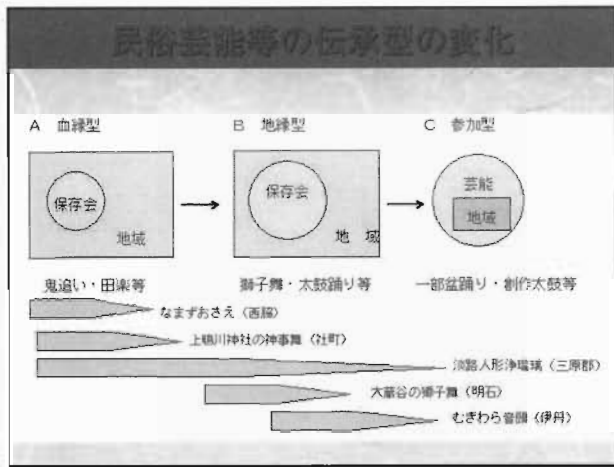 民俗芸能等の伝承型の変化
A 血縁型
B 地縁型
C 参加型
保存会
地域
保存会
地 域
芸能
地域
鬼追い・田楽等
獅子舞・太鼓踊り等
一部盆踊り・創作太鼓等
なまずおさえ（西脇）
上鴨川神社の神事舞（社町）
淡路人形浄瑠璃（三原郡）
大蔵谷の獅子舞（明石）
むぎわら音頭（伊丹）